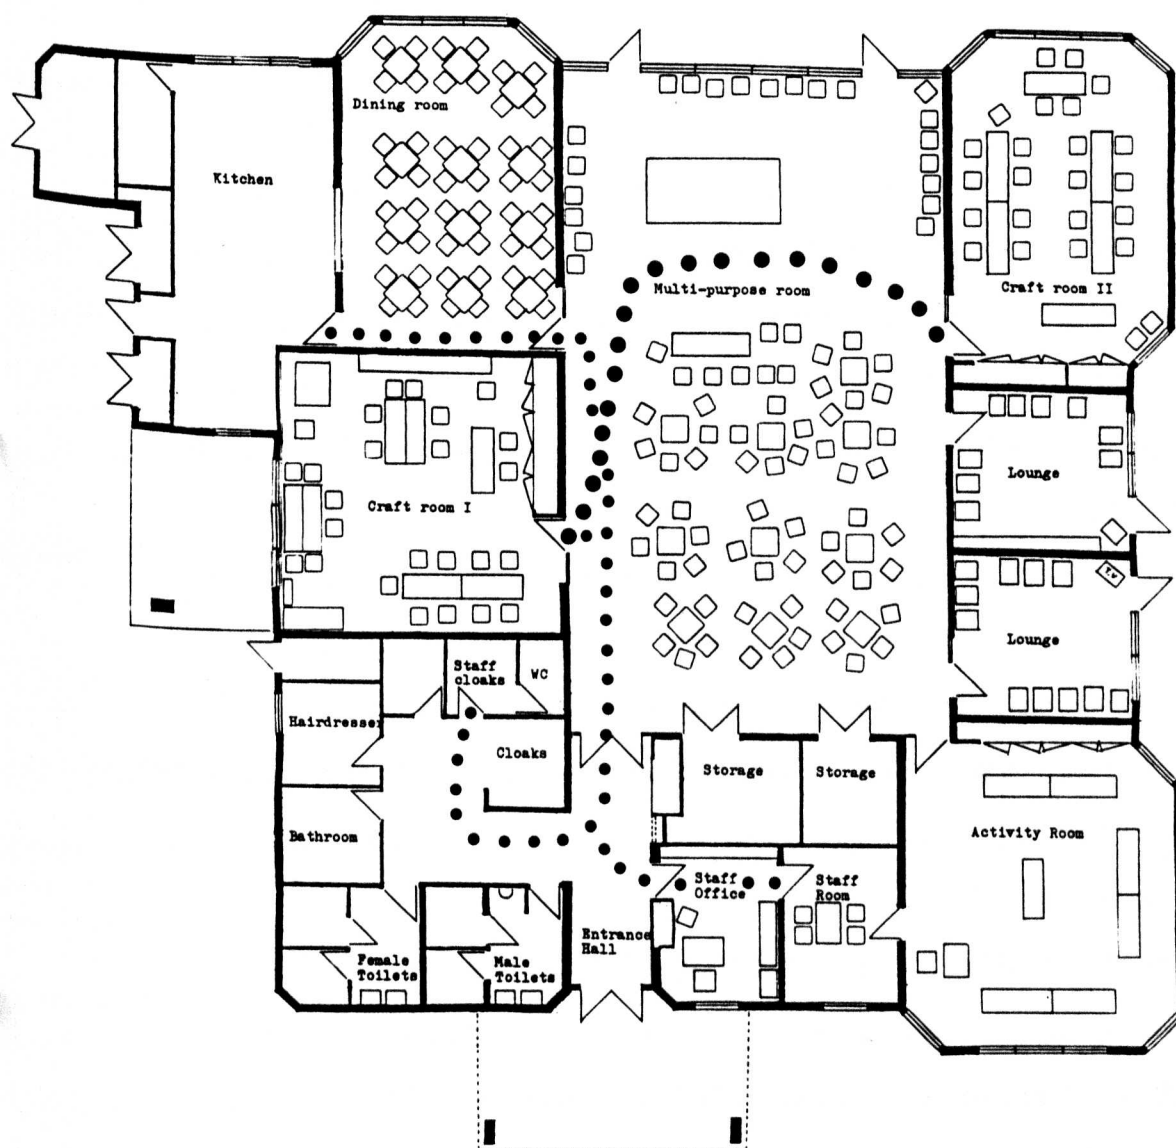 Dining room
Kitchen
Multi-purpose room
Craft room II
Craft room I
Lounge
Lounge
T.V
Staff
cloaks
WC
Hairdresser
Cloaks
Storage
Storage
Bathroom
Activity Room
Staff
Office
Staff
Room
Entrance
Hall
Female
Toilets
Male
Toilets